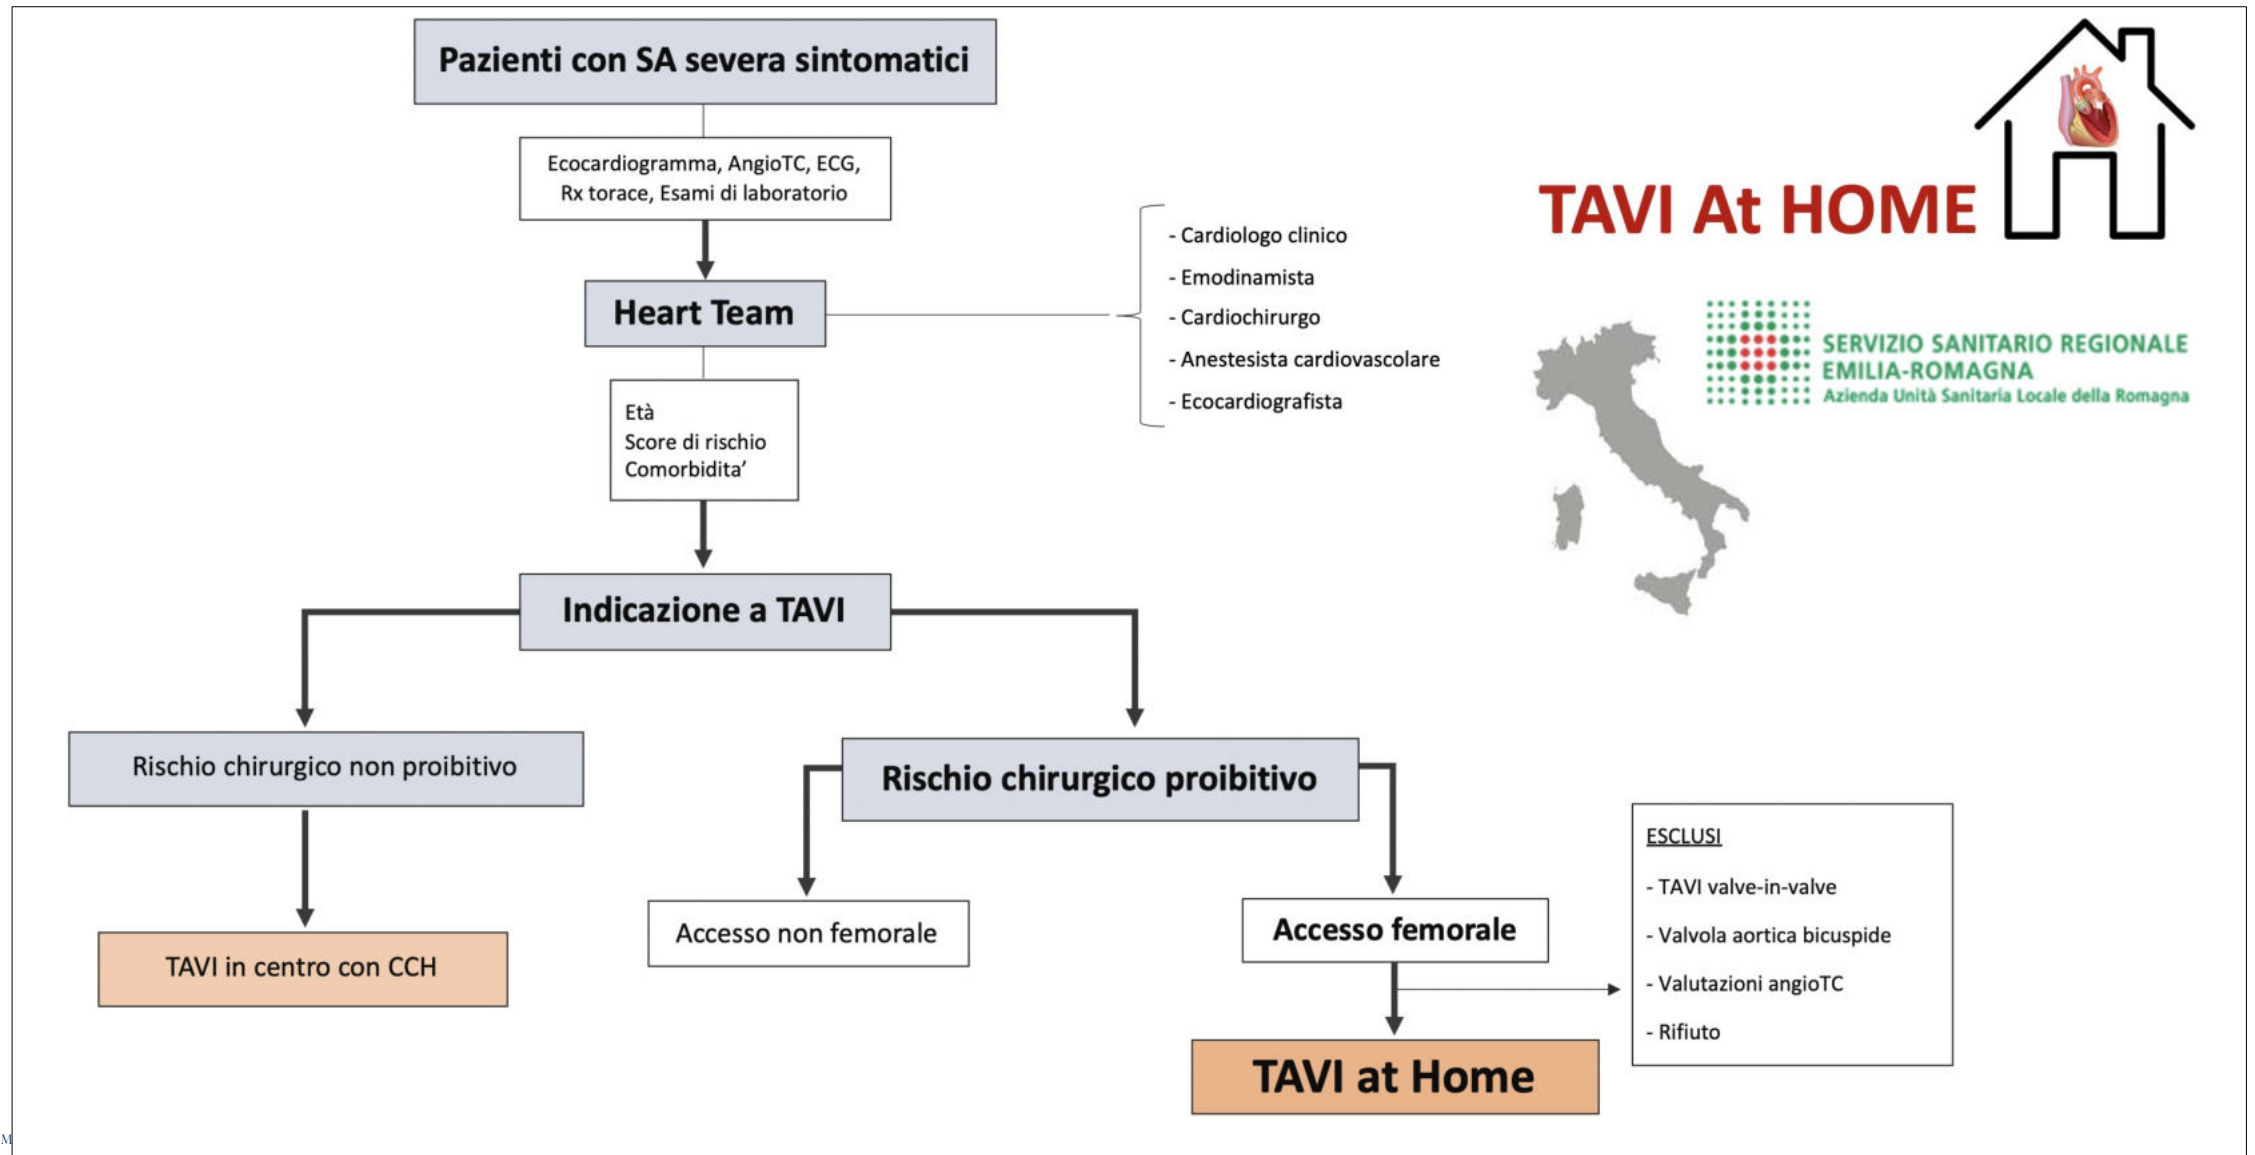 Pazienti con SA severa sintomatici
Ecocardiogramma, AngioTC, ECG,
Rx torace, Esami di laboratorio
Heart Team
- Cardiologo clinico
- Emodinamista
- Cardiochirurgo
- Anestesista cardiovascolare
- Ecocardiografista
Età
Score di rischio
Comorbidita’
Indicazione a TAVI
Rischio chirurgico non proibitivo
TAVI in centro con CCH
Rischio chirurgico proibitivo
Accesso non femorale
Accesso femorale
ESCLUSI
- TAVI valve-in-valve
- Valvola aortica bicuspide
- Valutazioni angioTC
- Rifiuto
TAVI at Home
TAVI At HOME
SERVIZIO SANITARIO REGIONALE
EMILIA-ROMAGNA
Azienda Unità Sanitaria Locale della Romagna
M